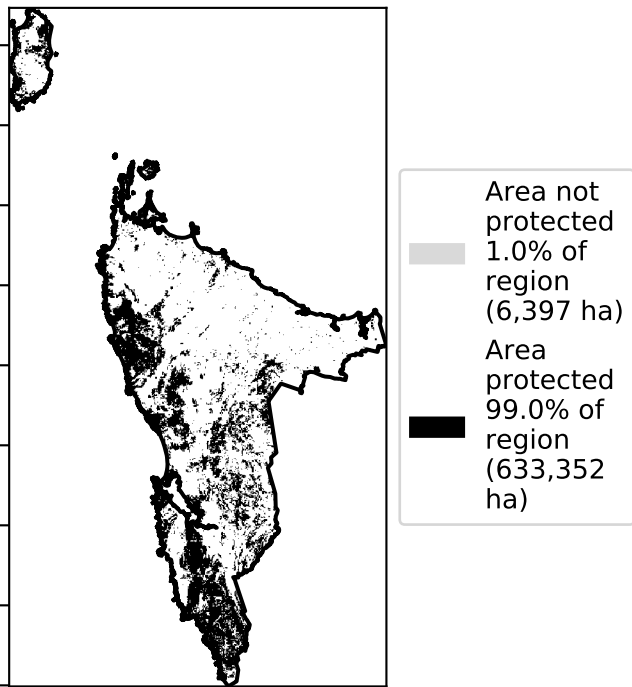 Area not
protected
1.0% of
region
(6,397 ha)
Area
protected
99.0% of
region
(633,352
ha)